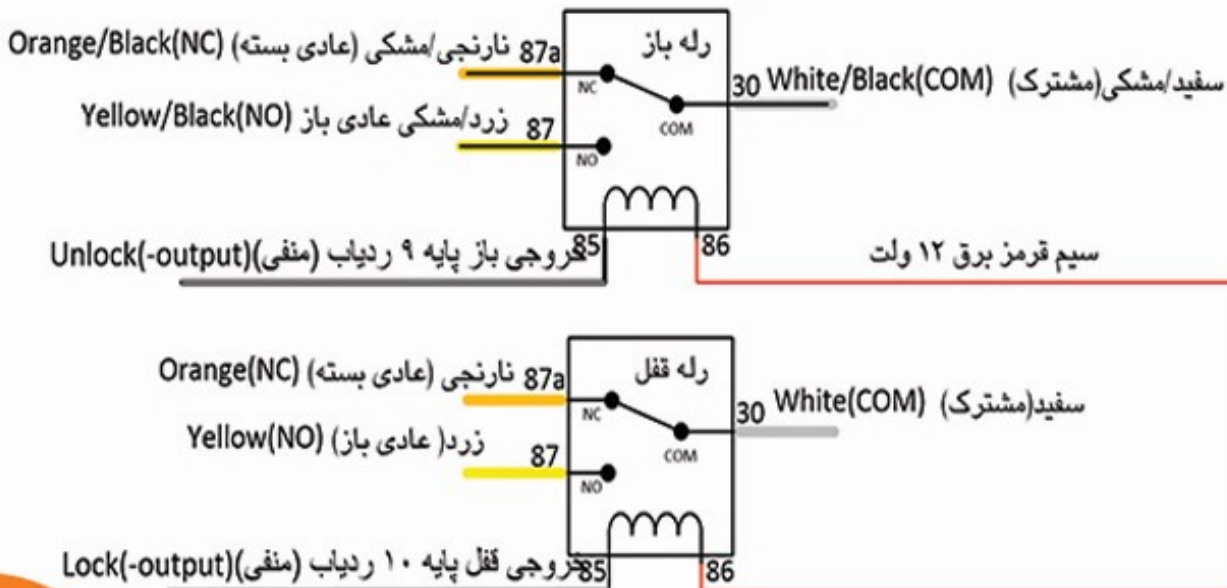 رله باز
Orange/Black(NC) نارنجی/مشکی (عادی بسته) 87a
NC
30 White/Black(COM) سفید/مشکی(مشترک)
COM
Yellow/Black(NO) زرد/مشکی عادی باز 87
NO
Unlock(-output)(منفی) خروجی باز پایه ۹ ردیاب
85
86
سیم قرمز برق ۱۲ ولت
رله قفل
Orange(NC) نارنجی (عادی بسته) 87a
NC
30 White(COM) سفید(مشترک)
COM
Yellow(NO) زرد( عادی باز) 87
NO
Lock(-output)(منفی) خروجی قفل پایه ۱۰ ردیاب
85
86